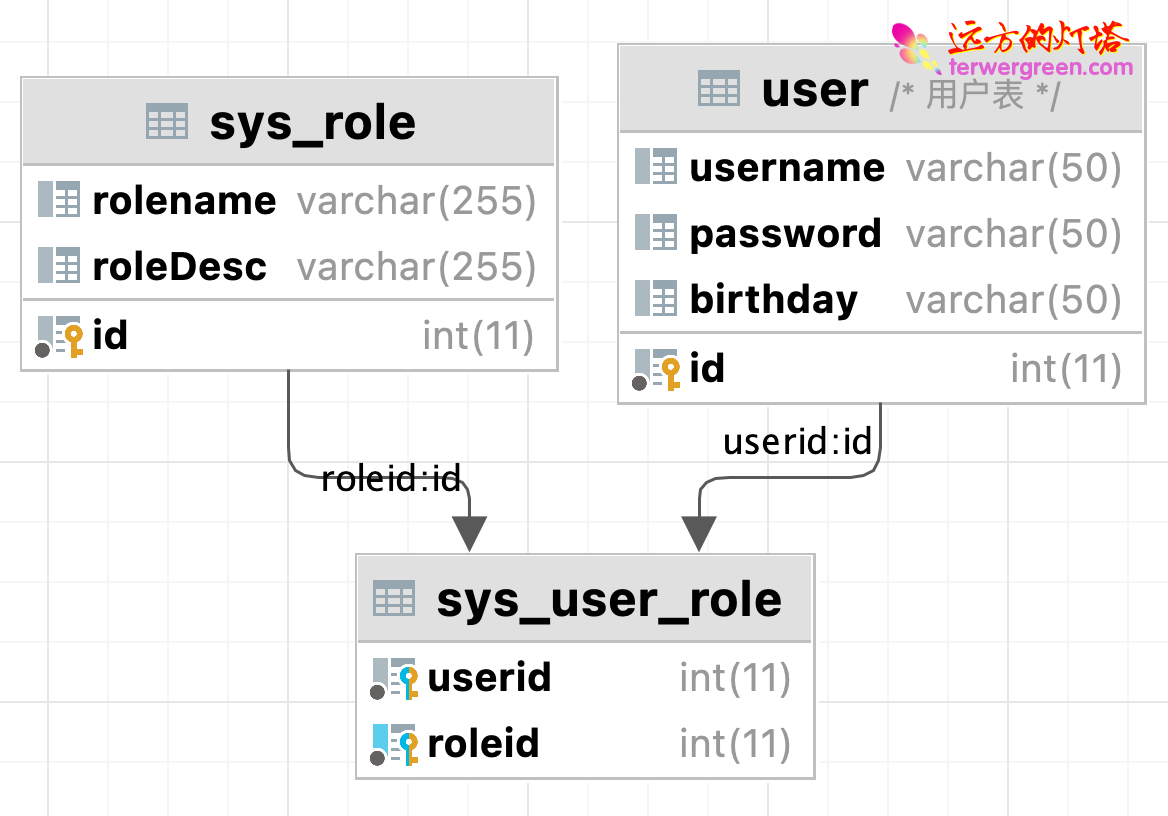 远方的灯塔
terwergreen.com
sys_role
rolename varchar(255)
roleDesc varchar(255)
id int(11)
user /* 用户表 */
username varchar(50)
password varchar(50)
birthday varchar(50)
id int(11)
roleid:id
userid:id
sys_user_role
userid int(11)
roleid int(11)